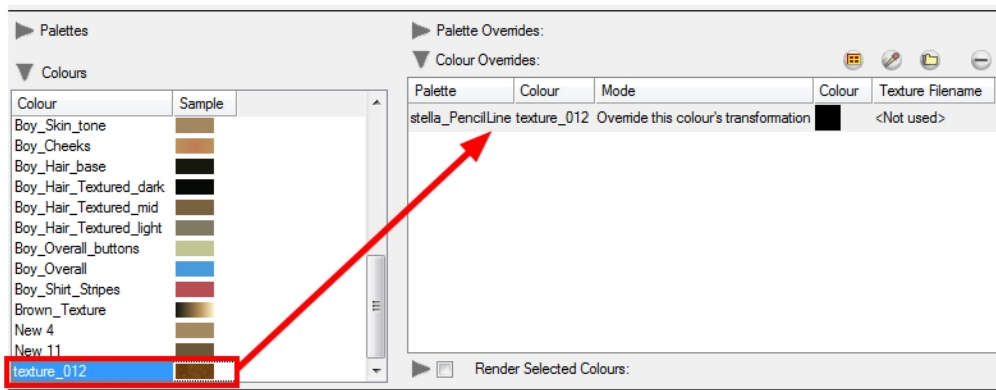 Palettes
Colours
Colour Sample
Boy_Skin_tone
Boy_Cheeks
Boy_Hair_base
Boy_Hair_Textured_dark
Boy_Hair_Textured_mid
Boy_Hair_Textured_light
Boy_Overall_buttons
Boy_Overall
Boy_Shirt_Stripes
Brown_Texture
New 4
New 11
texture_012
Palette Overrides:
Colour Overrides:
Palette Colour Mode Colour Texture Filename
stella_PencilLine texture_012 Override this colour's transformation <Not used>
Render Selected Colours: